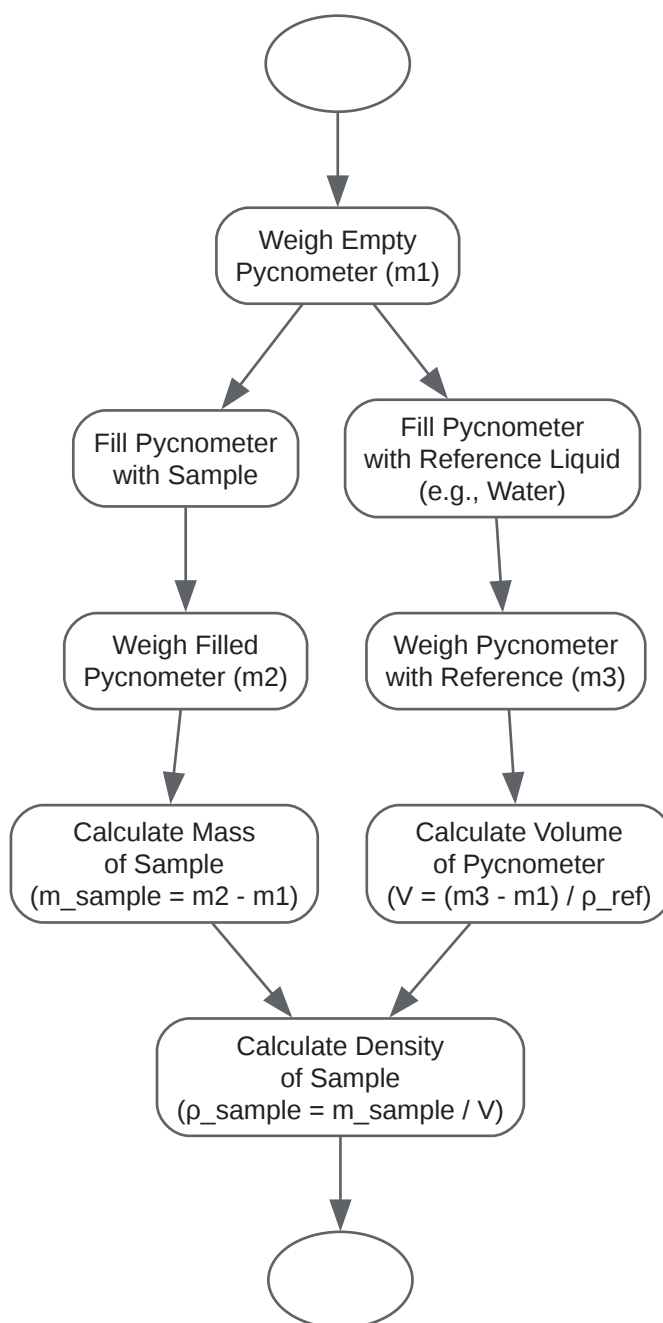 Weigh Empty
Pycnometer (m1)
Fill Pycnometer
with Sample
Fill Pycnometer
with Reference Liquid
(e.g., Water)
Weigh Filled
Pycnometer (m2)
Weigh Pycnometer
with Reference (m3)
Calculate Mass
of Sample
(m_sample = m2 - m1)
Calculate Volume
of Pycnometer
(V = (m3 - m1) / ρ_ref)
Calculate Density
of Sample
(ρ_sample = m_sample / V)